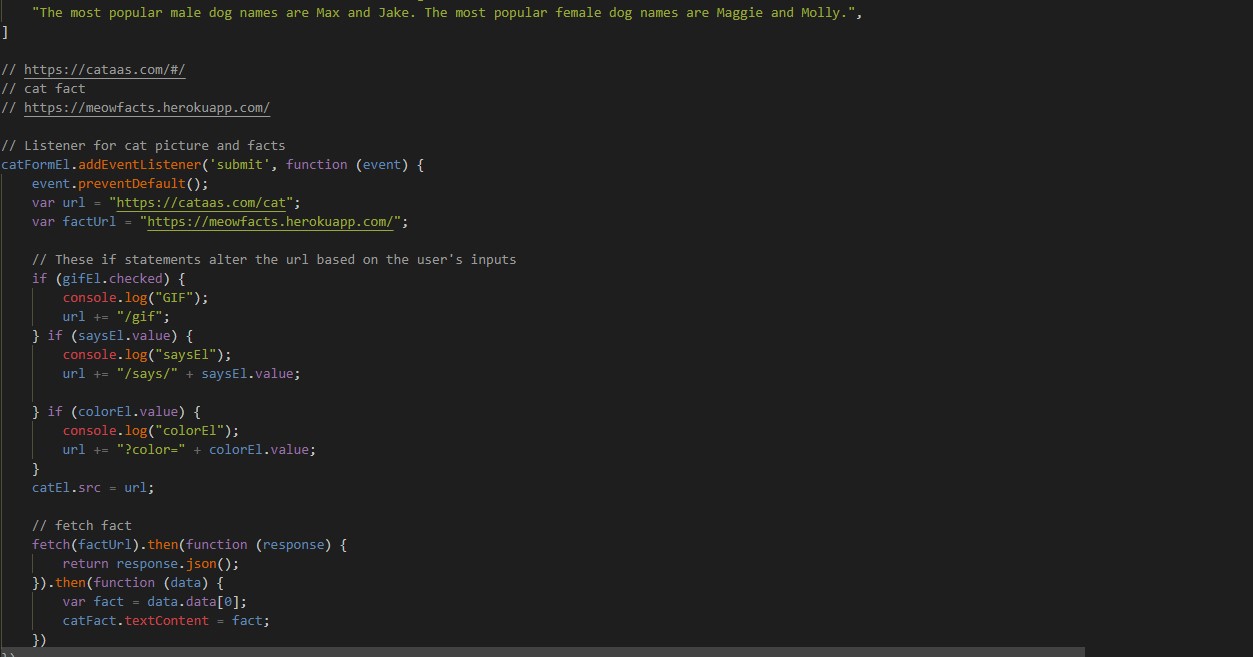 "The most popular male dog names are Max and Jake. The most popular female dog names are Maggie and Molly.",
]

// https://cataas.com/#/
// cat fact
// https://meowfacts.herokuapp.com/

// Listener for cat picture and facts
catFormEl.addEventListener('submit', function (event) {
    event.preventDefault();
    var url = "https://cataas.com/cat";
    var factUrl = "https://meowfacts.herokuapp.com/";

    // These if statements alter the url based on the user's inputs
    if (gifEl.checked) {
        console.log("GIF");
        url += "/gif";
    } if (saysEl.value) {
        console.log("saysEl");
        url += "/says/" + saysEl.value;

    } if (colorEl.value) {
        console.log("colorEl");
        url += "?color=" + colorEl.value;
    }
    catEl.src = url;

    // fetch fact
    fetch(factUrl).then(function (response) {
        return response.json();
    }).then(function (data) {
        var fact = data.data[0];
        catFact.textContent = fact;
    })